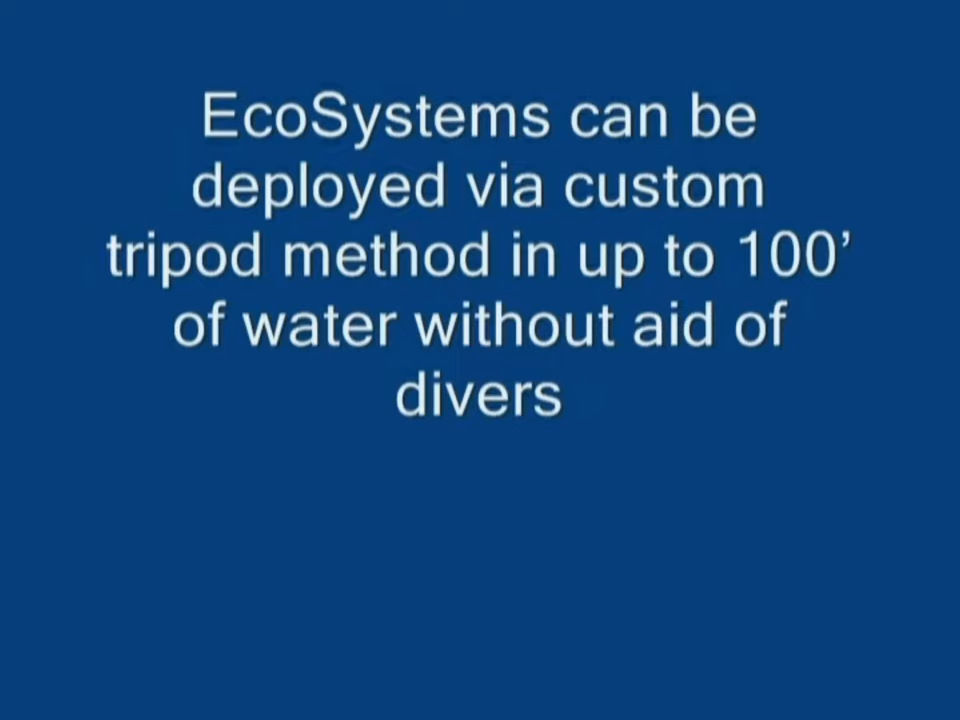 EcoSystems can be
deployed via custom
tripod method in up to 100’
of water without aid of
divers